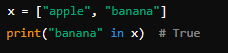 x = ["apple", "banana"]
print("banana" in x)  # True